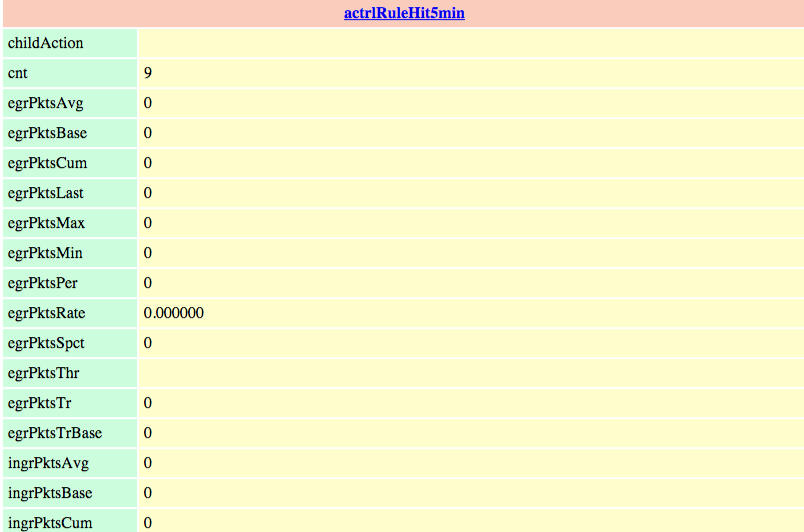 actrlRuleHit5min
childAction
cnt 9
egrPktsAvg 0
egrPktsBase 0
egrPktsCum 0
egrPktsLast 0
egrPktsMax 0
egrPktsMin 0
egrPktsPer 0
egrPktsRate 0.000000
egrPktsSpct 0
egrPktsThr
egrPktsTr 0
egrPktsTrBase 0
ingrPktsAvg 0
ingrPktsBase 0
ingrPktsCum 0